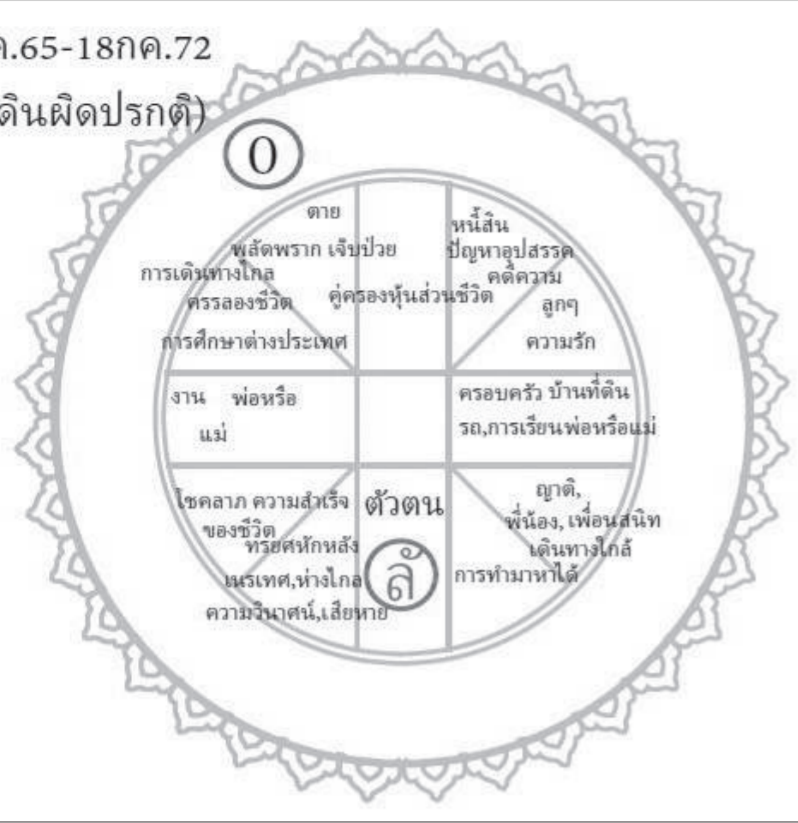 ค.65-18กค.72
ดินผิดปรกติ)
0
ตาย
พลัดพราก เจ็บป่วย
การเดินทางไกล
ครรลองชีวิต
การศึกษาต่างประเทศ
คู่ครองหุ้นส่วนชีวิต
หนี้สิน
ปัญหาอุปสรรค
คดีความ
ลูกๆ
ความรัก
งาน พ่อหรือ
แม่
ครอบครัว บ้านที่ดิน
รถ,การเรียนพ่อหรือแม่
โชคลาภ ความสำเร็จ
ของชีวิต
ทรยศหักหลัง
เนรเทศ,ห่างไกล
ความวินาศน์,เสียหาย
ตัวตน
ลั
ญาติ,
พี่น้อง, เพื่อนสนิท
เดินทางใกล้
การทำมาหาได้